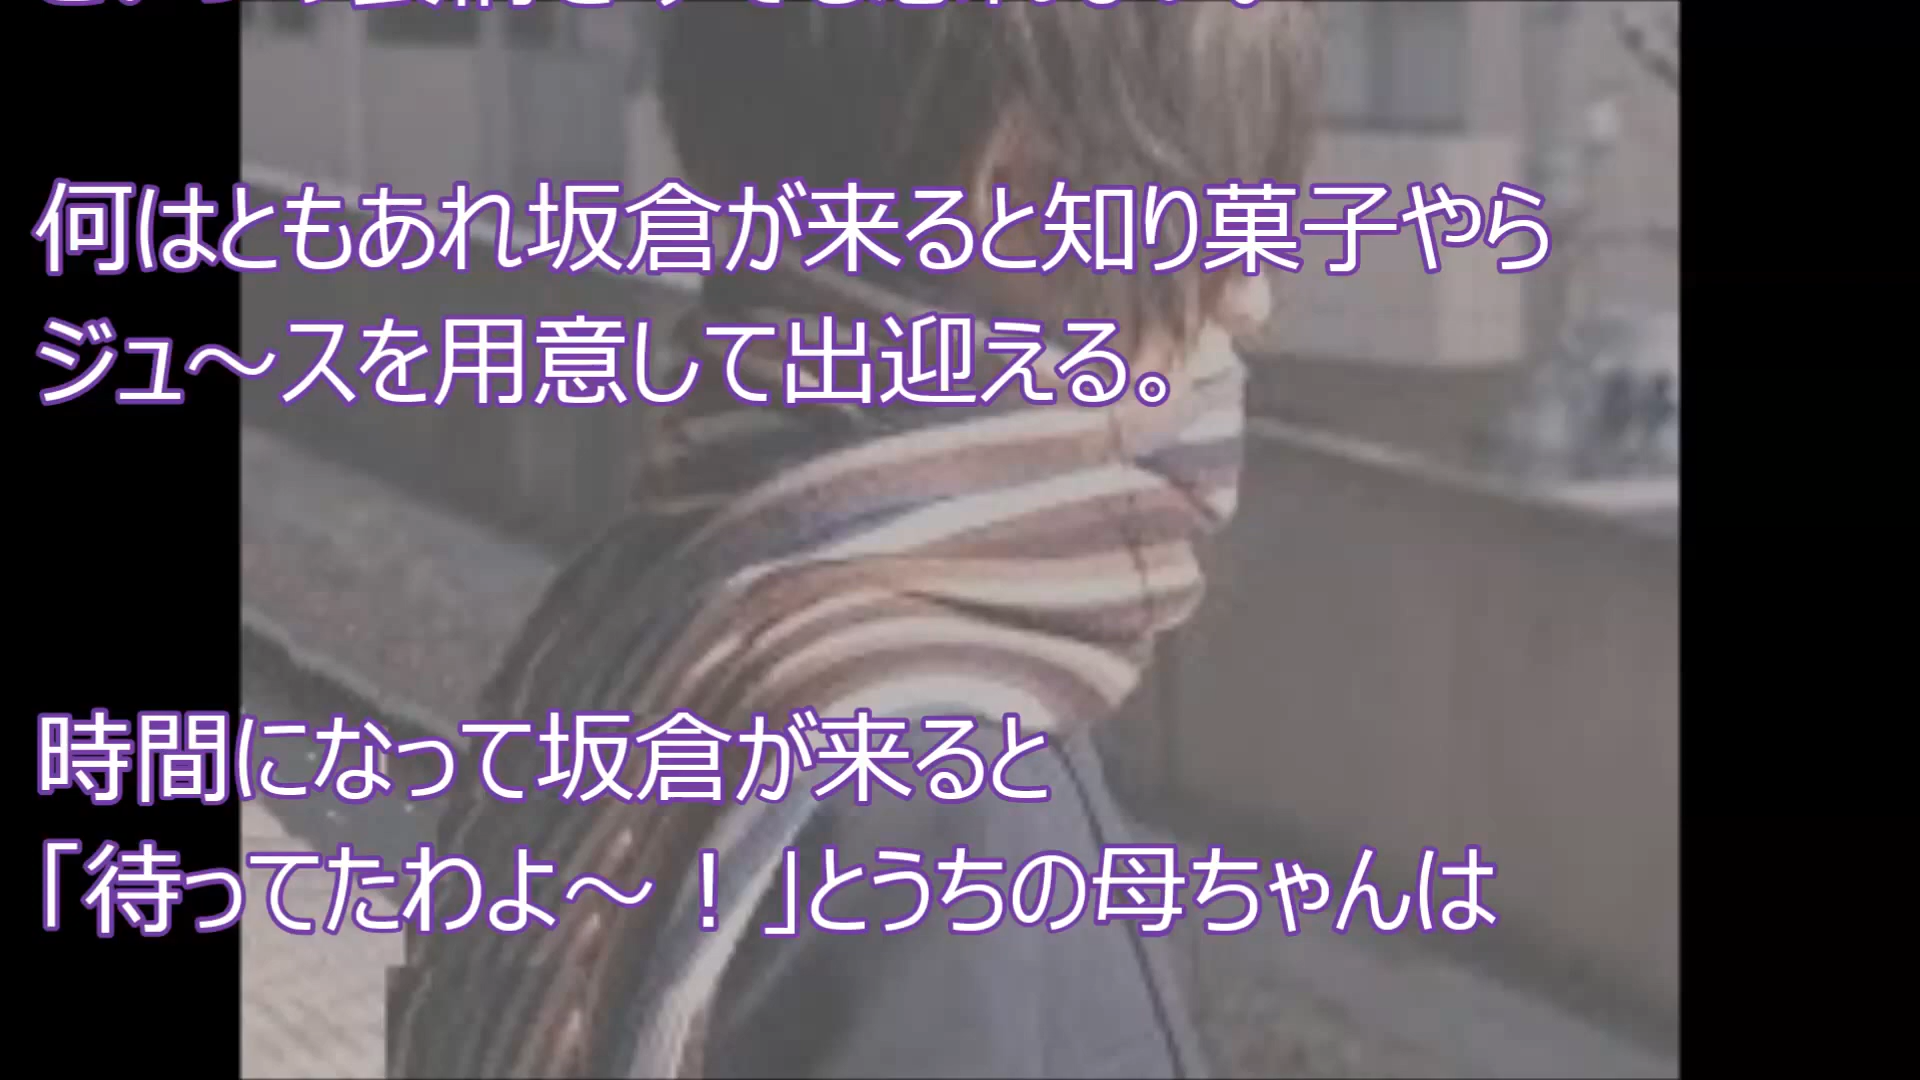 何はともあれ坂倉が来ると知り菓子やら
ジュ～スを用意して出迎える。
時間になって坂倉が来ると
「待ってたわよ～！」とうちの母ちゃんは